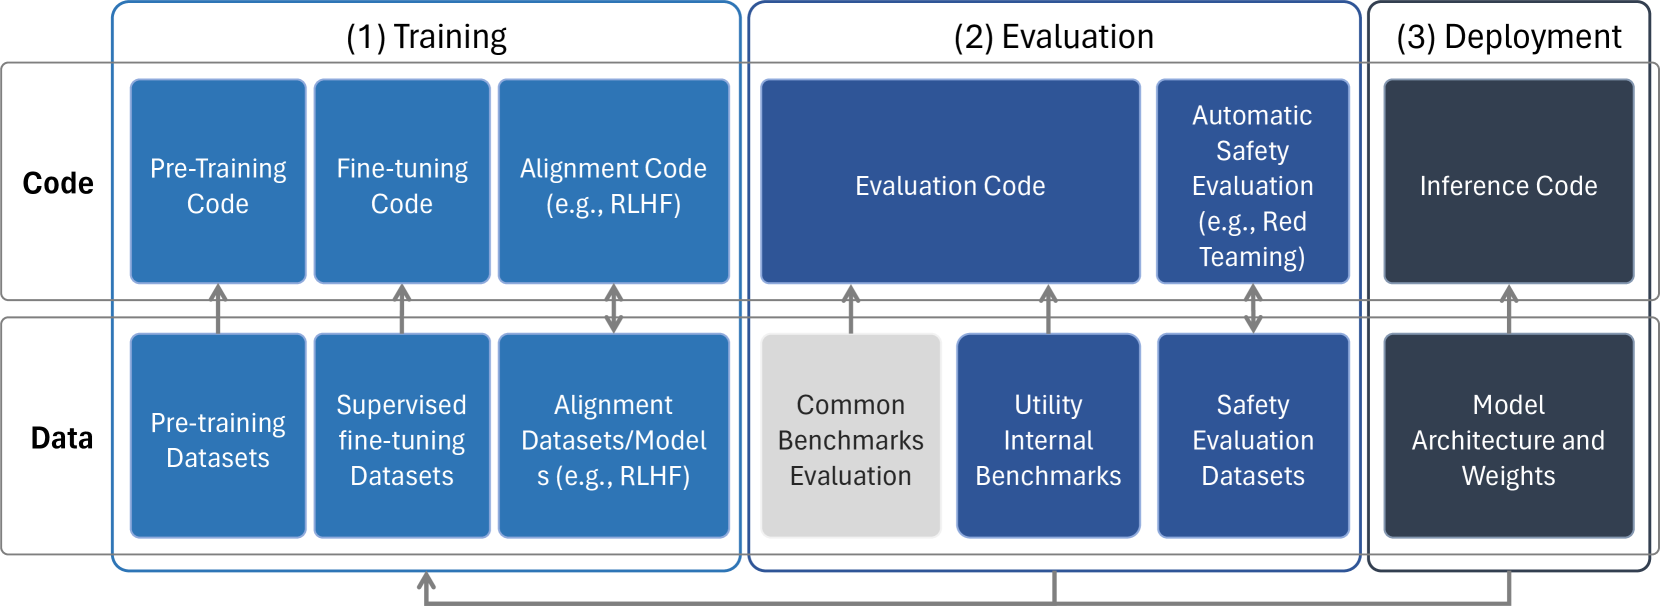 (1) Training
(2) Evaluation
(3) Deployment
Code
Pre-Training
Code
Fine-tuning
Code
Alignment Code
(e.g., RLHF)
Evaluation Code
Automatic
Safety
Evaluation
(e.g., Red
Teaming)
Inference Code
Data
Pre-training
Datasets
Supervised
fine-tuning
Datasets
Alignment
Datasets/Model
s (e.g., RLHF)
Common
Benchmarks
Evaluation
Utility
Internal
Benchmarks
Safety
Evaluation
Datasets
Model
Architecture and
Weights